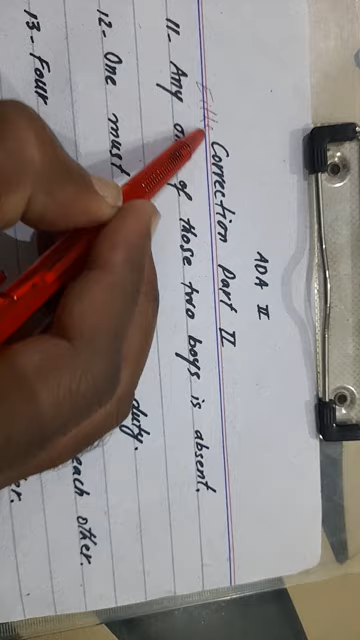 ADA II
Correction part II
11- Any of those two boys is absent.
12- One must duty.
13- Four each other.